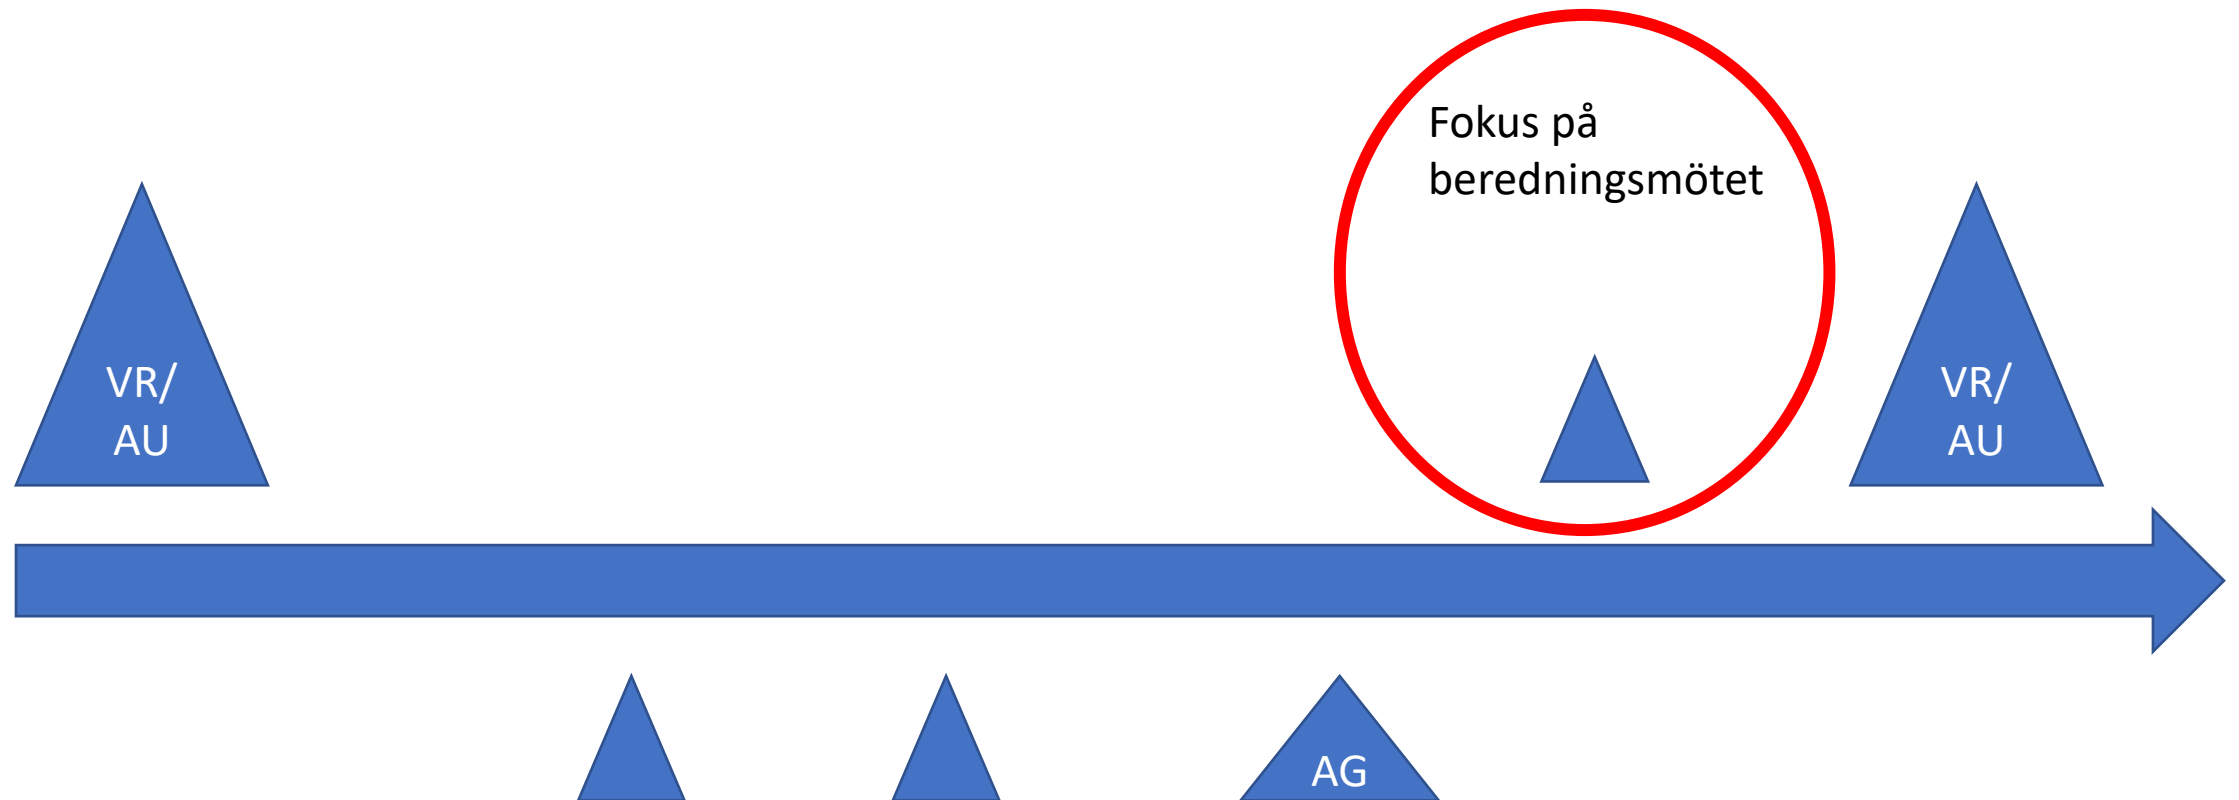 Fokus på
beredningsmötet
VR/
AU
VR/
AU
AG